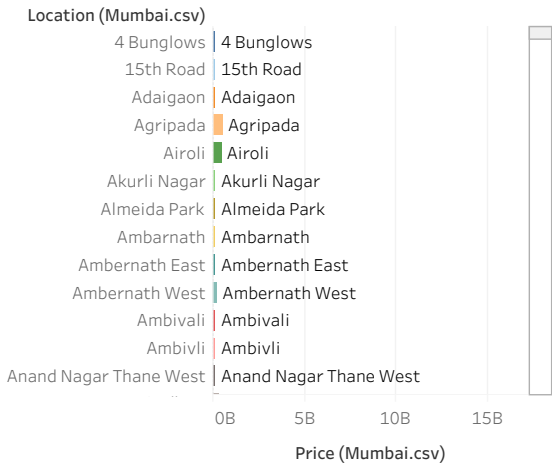 Location (Mumbai.csv)
4 Bunglows 4 Bunglows
15th Road 15th Road
Adaigaon Adaigaon
Agripada Agripada
Airoli Airoli
Akurli Nagar Akurli Nagar
Almeida Park Almeida Park
Ambarnath Ambarnath
Ambernath East Ambernath East
Ambernath West Ambernath West
Ambivali Ambivali
Ambivli Ambivli
Anand Nagar Thane West Anand Nagar Thane West
0B 5B 10B 15B
Price (Mumbai.csv)